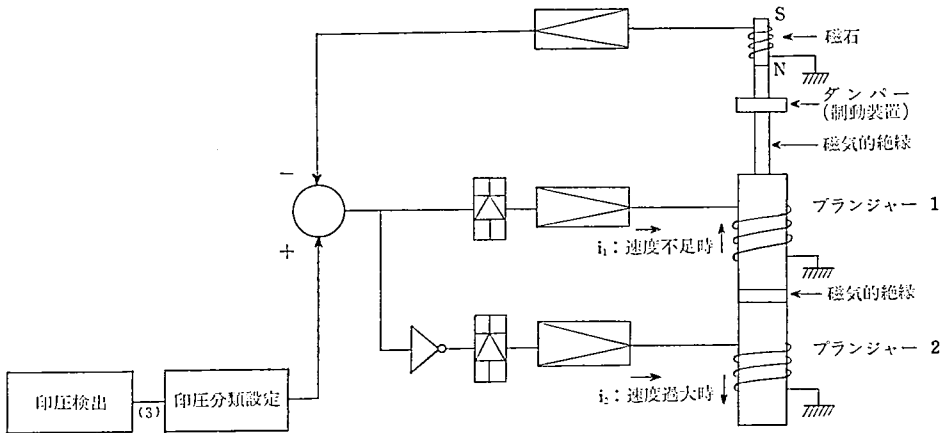 S
磁石
N
ダンパー
(制動装置)
磁気的絶縁
−
+
プランジャー 1
i₁：速度不足時
磁気的絶縁
プランジャー 2
i₂：速度過大時
印圧検出
(3)
印圧分類設定